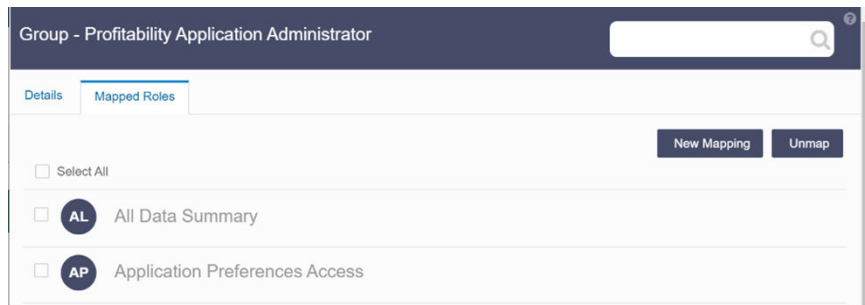 Group - Profitability Application Administrator
?
Details Mapped Roles
New Mapping Unmap
Select All
AL All Data Summary
AP Application Preferences Access